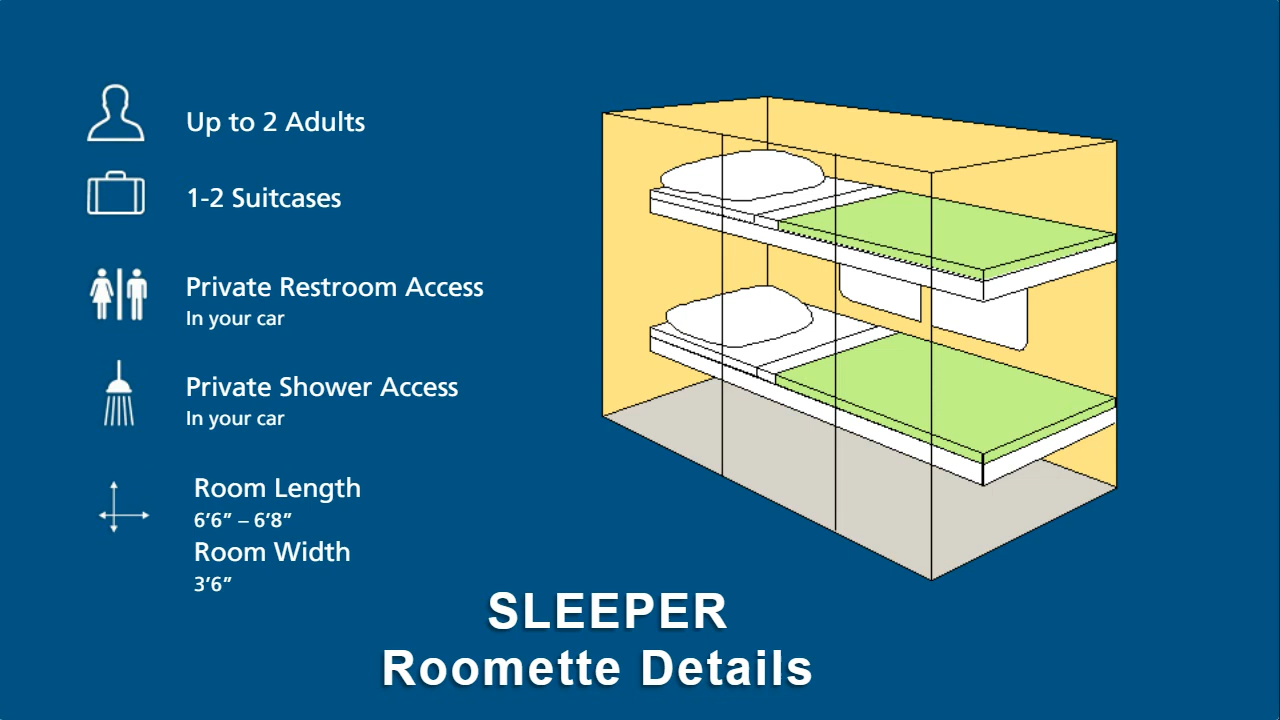 Up to 2 Adults
1-2 Suitcases
Private Restroom Access
In your car
Private Shower Access
In your car
Room Length
6’6” – 6’8”
Room Width
3’6”
SLEEPER
Roomette Details